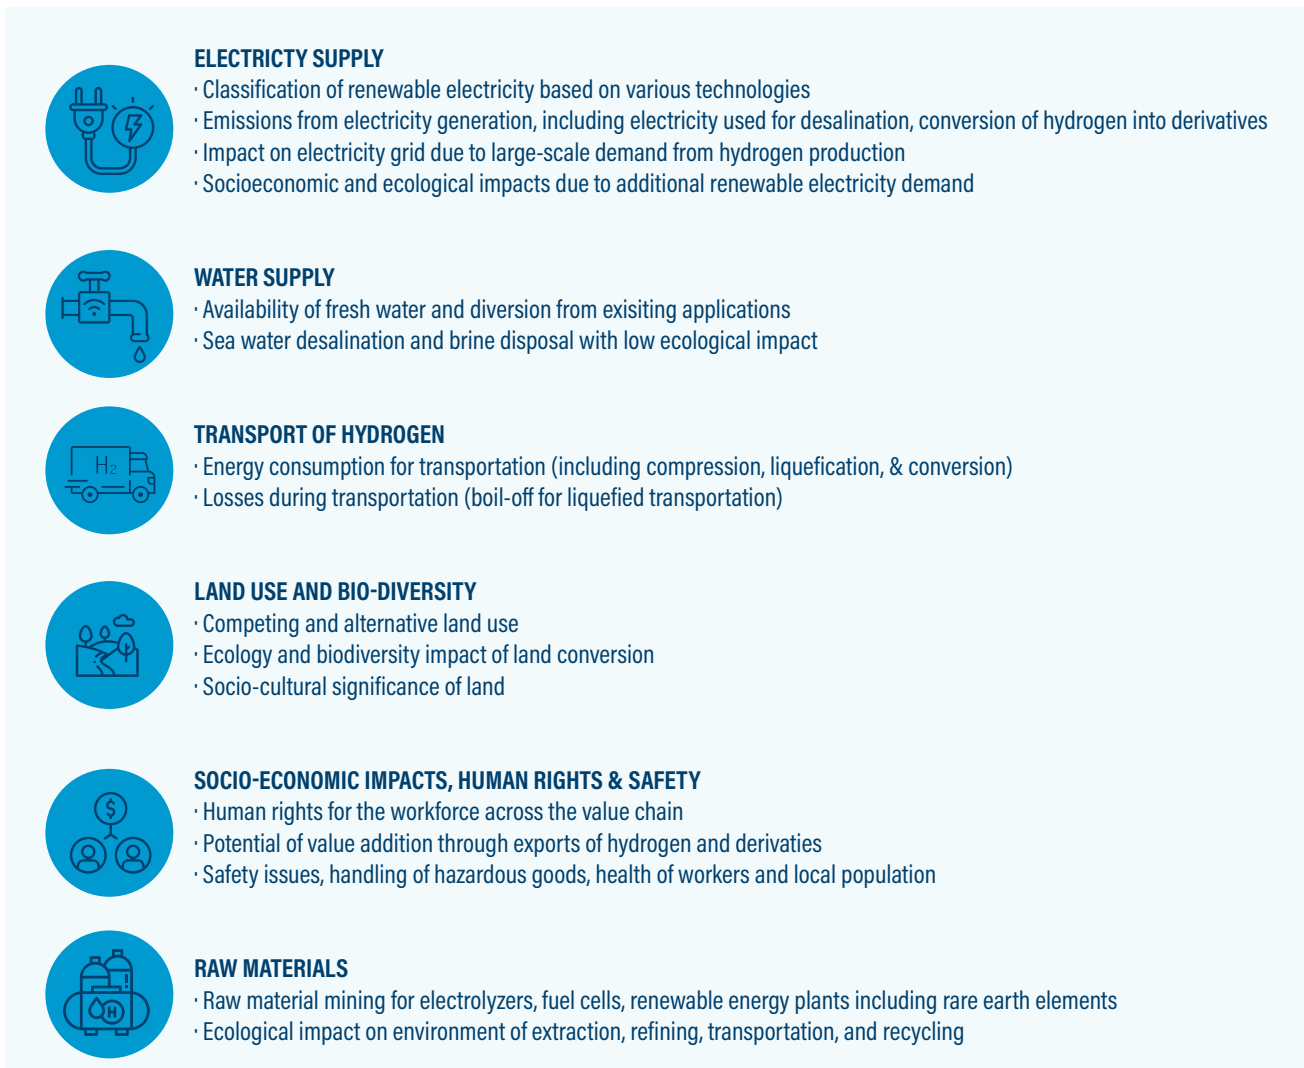 ELECTRICTY SUPPLY
· Classification of renewable electricity based on various technologies
· Emissions from electricity generation, including electricity used for desalination, conversion of hydrogen into derivatives
· Impact on electricity grid due to large-scale demand from hydrogen production
· Socioeconomic and ecological impacts due to additional renewable electricity demand
WATER SUPPLY
· Availability of fresh water and diversion from exisiting applications
· Sea water desalination and brine disposal with low ecological impact
H2
TRANSPORT OF HYDROGEN
· Energy consumption for transportation (including compression, liquefication, & conversion)
· Losses during transportation (boil-off for liquefied transportation)
LAND USE AND BIO-DIVERSITY
· Competing and alternative land use
· Ecology and biodiversity impact of land conversion
· Socio-cultural significance of land
$
SOCIO-ECONOMIC IMPACTS, HUMAN RIGHTS & SAFETY
· Human rights for the workforce across the value chain
· Potential of value addition through exports of hydrogen and derivaties
· Safety issues, handling of hazardous goods, health of workers and local population
H
RAW MATERIALS
· Raw material mining for electrolyzers, fuel cells, renewable energy plants including rare earth elements
· Ecological impact on environment of extraction, refining, transportation, and recycling